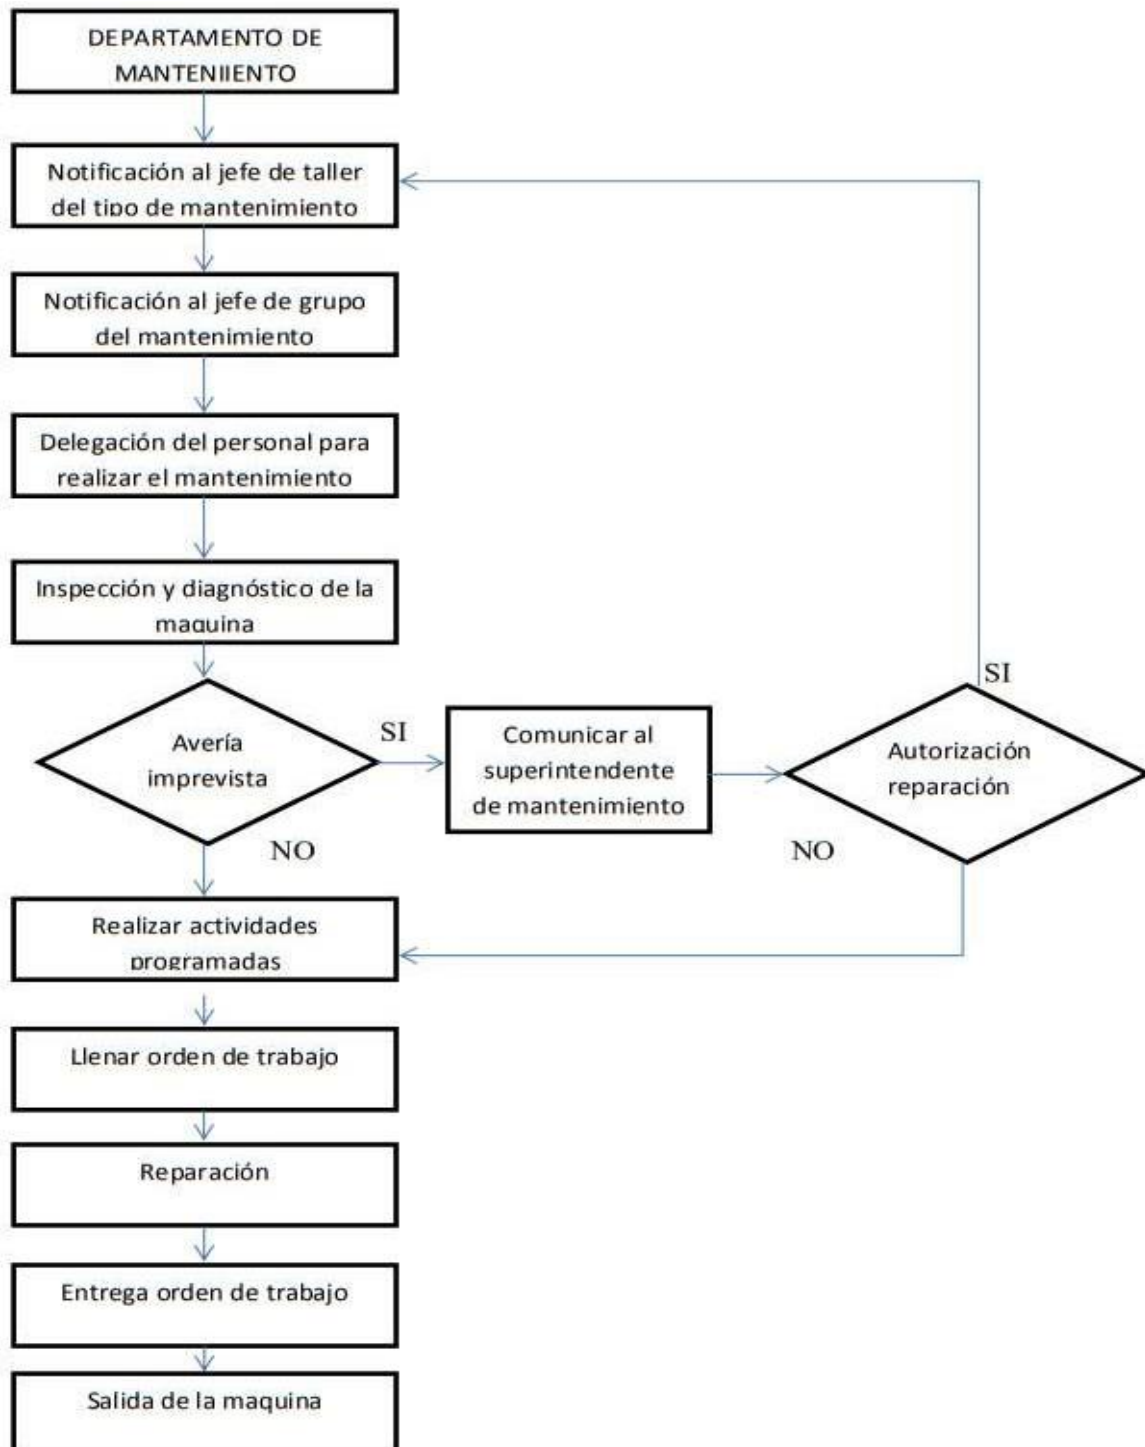 DEPARTAMENTO DE
MANTENIIENTO
Notificación al jefe de taller
del tipo de mantenimiento
Notificación al jefe de grupo
del mantenimiento
Delegación del personal para
realizar el mantenimiento
Inspección y diagnóstico de la
maquina
Avería
imprevista
SI
NO
Comunicar al
superintendente
de mantenimiento
Autorización
reparación
SI
NO
Realizar actividades
programadas
Llenar orden de trabajo
Reparación
Entrega orden de trabajo
Salida de la maquina